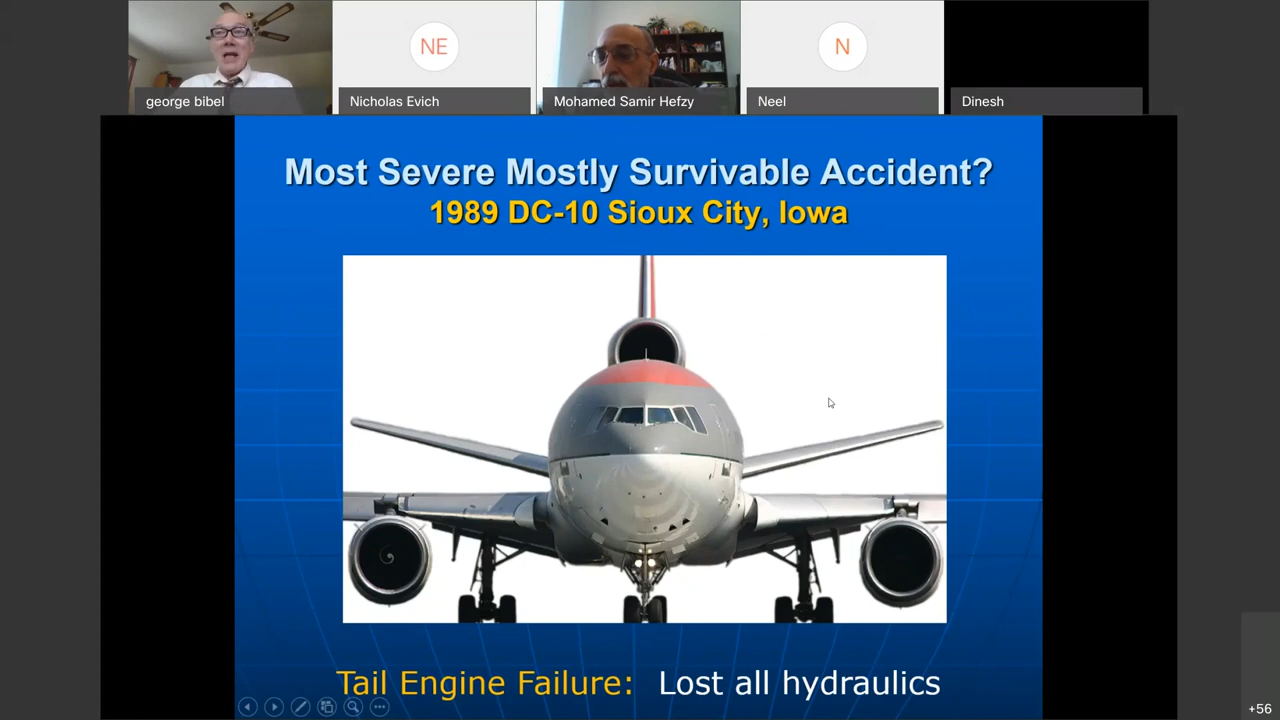 NE
N
george bibel
Nicholas Evich
Mohamed Samir Hefzy
Neel
Dinesh
Most Severe Mostly Survivable Accident?
1989 DC-10 Sioux City, Iowa
Tail Engine Failure: Lost all hydraulics
+56